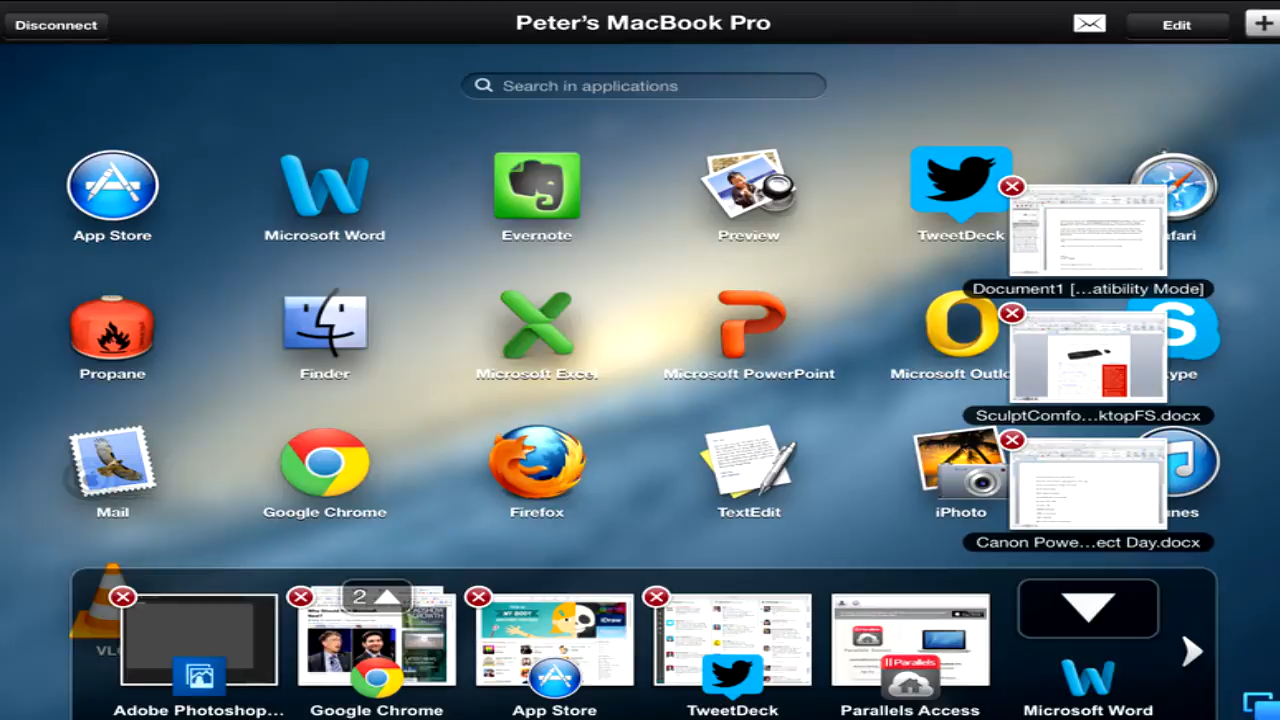 Disconnect
Peter's MacBook Pro
Edit
Search in applications
App Store
Microsoft Word
Evernote
Preview
TweetDeck
afari
Document1 [...atibility Mode]
Propane
Finder
Microsoft Excel
Microsoft PowerPoint
Microsoft Outlo
ype
SculptComfo...ktopFS.docx
Mail
Google Chrome
Firefox
TextEdit
iPhoto
unes
Canon Powe...ect Day.docx
2
VL
Parallels
Adobe Photoshop...
Google Chrome
App Store
TweetDeck
Parallels Access
Microsoft Word